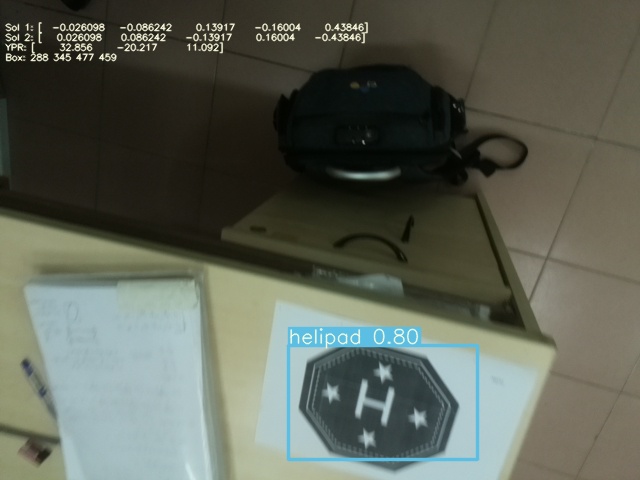 Sol 1: [ -0.026098 -0.086242 0.13917 -0.16004 0.43846]
Sol 2: [ 0.026098 0.086242 -0.13917 0.16004 -0.43846]
YPR: [ 32.856 -20.217 11.092]
Box: 288 345 477 459
helipad 0.80
H